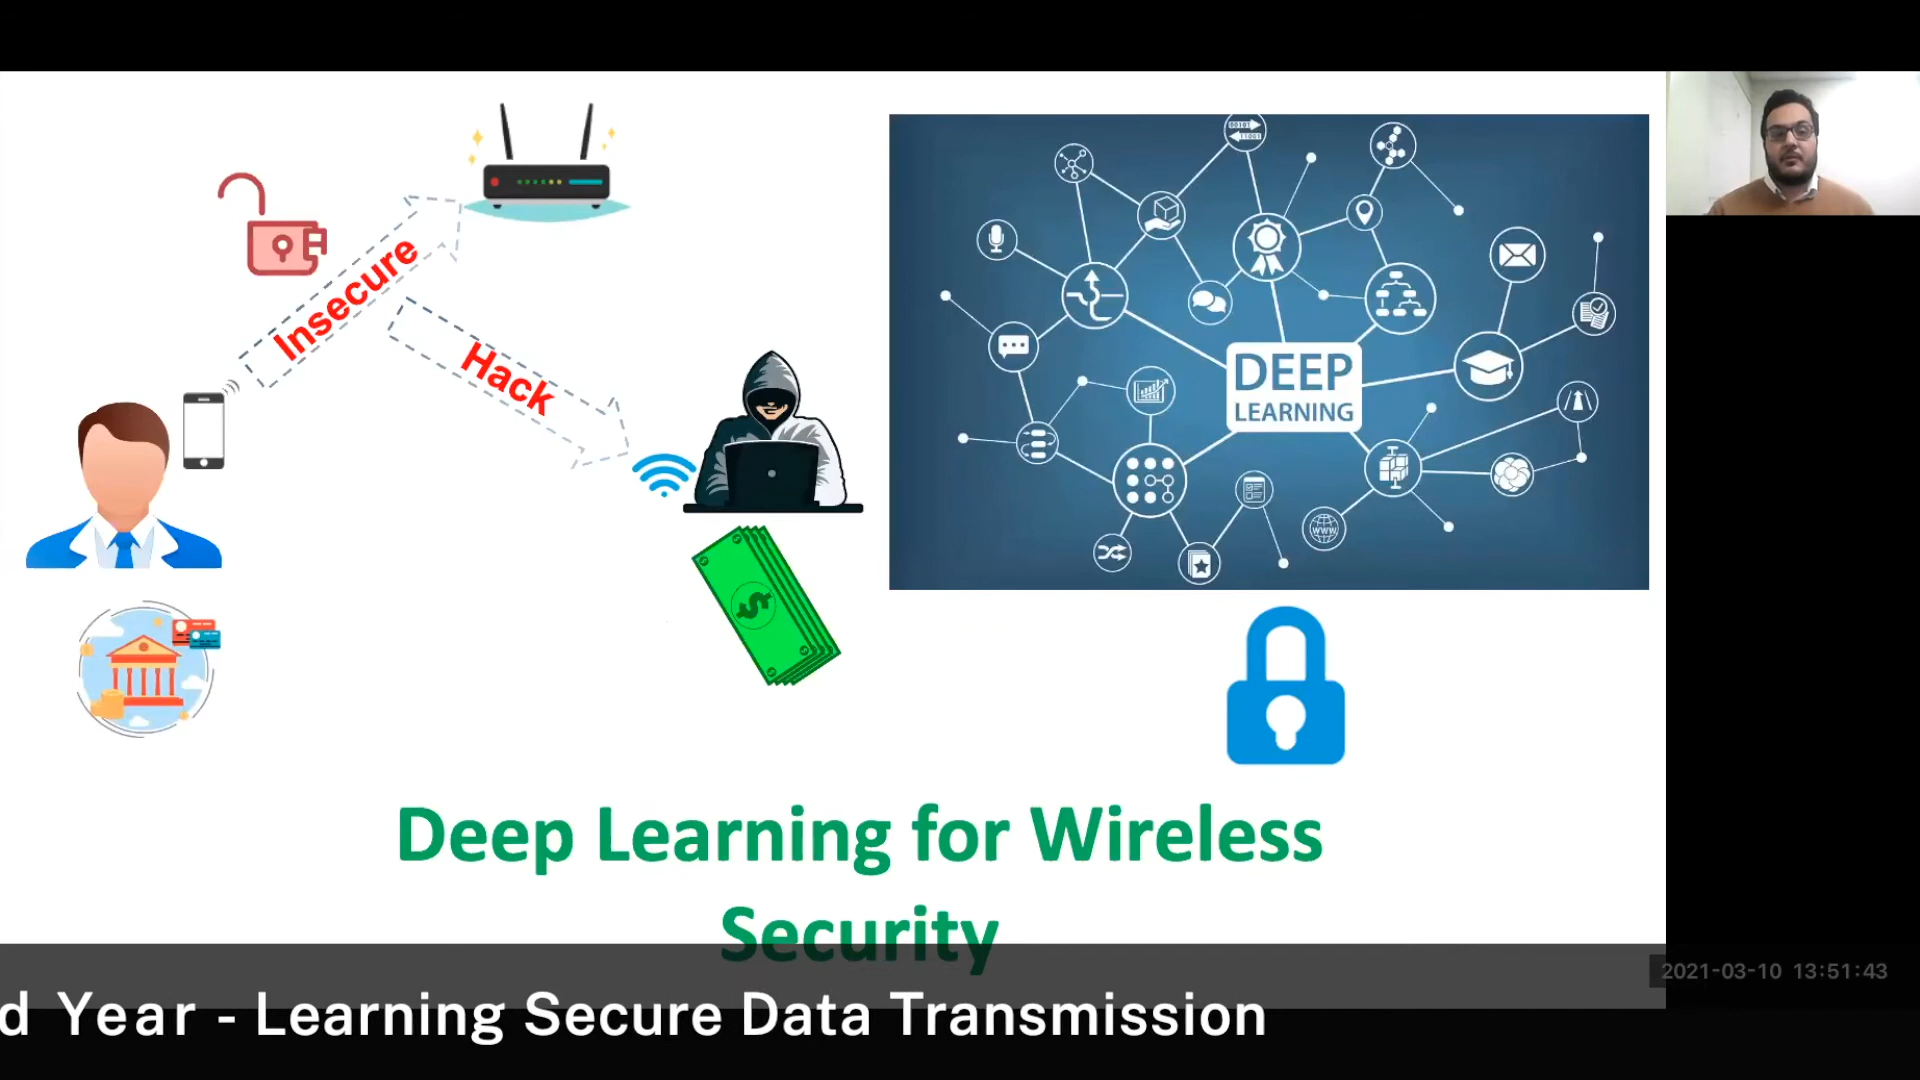 Insecure
Hack
DEEP
LEARNING
WWW
Deep Learning for Wireless
Security
2021-03-10 13:51:43
d Year - Learning Secure Data Transmission